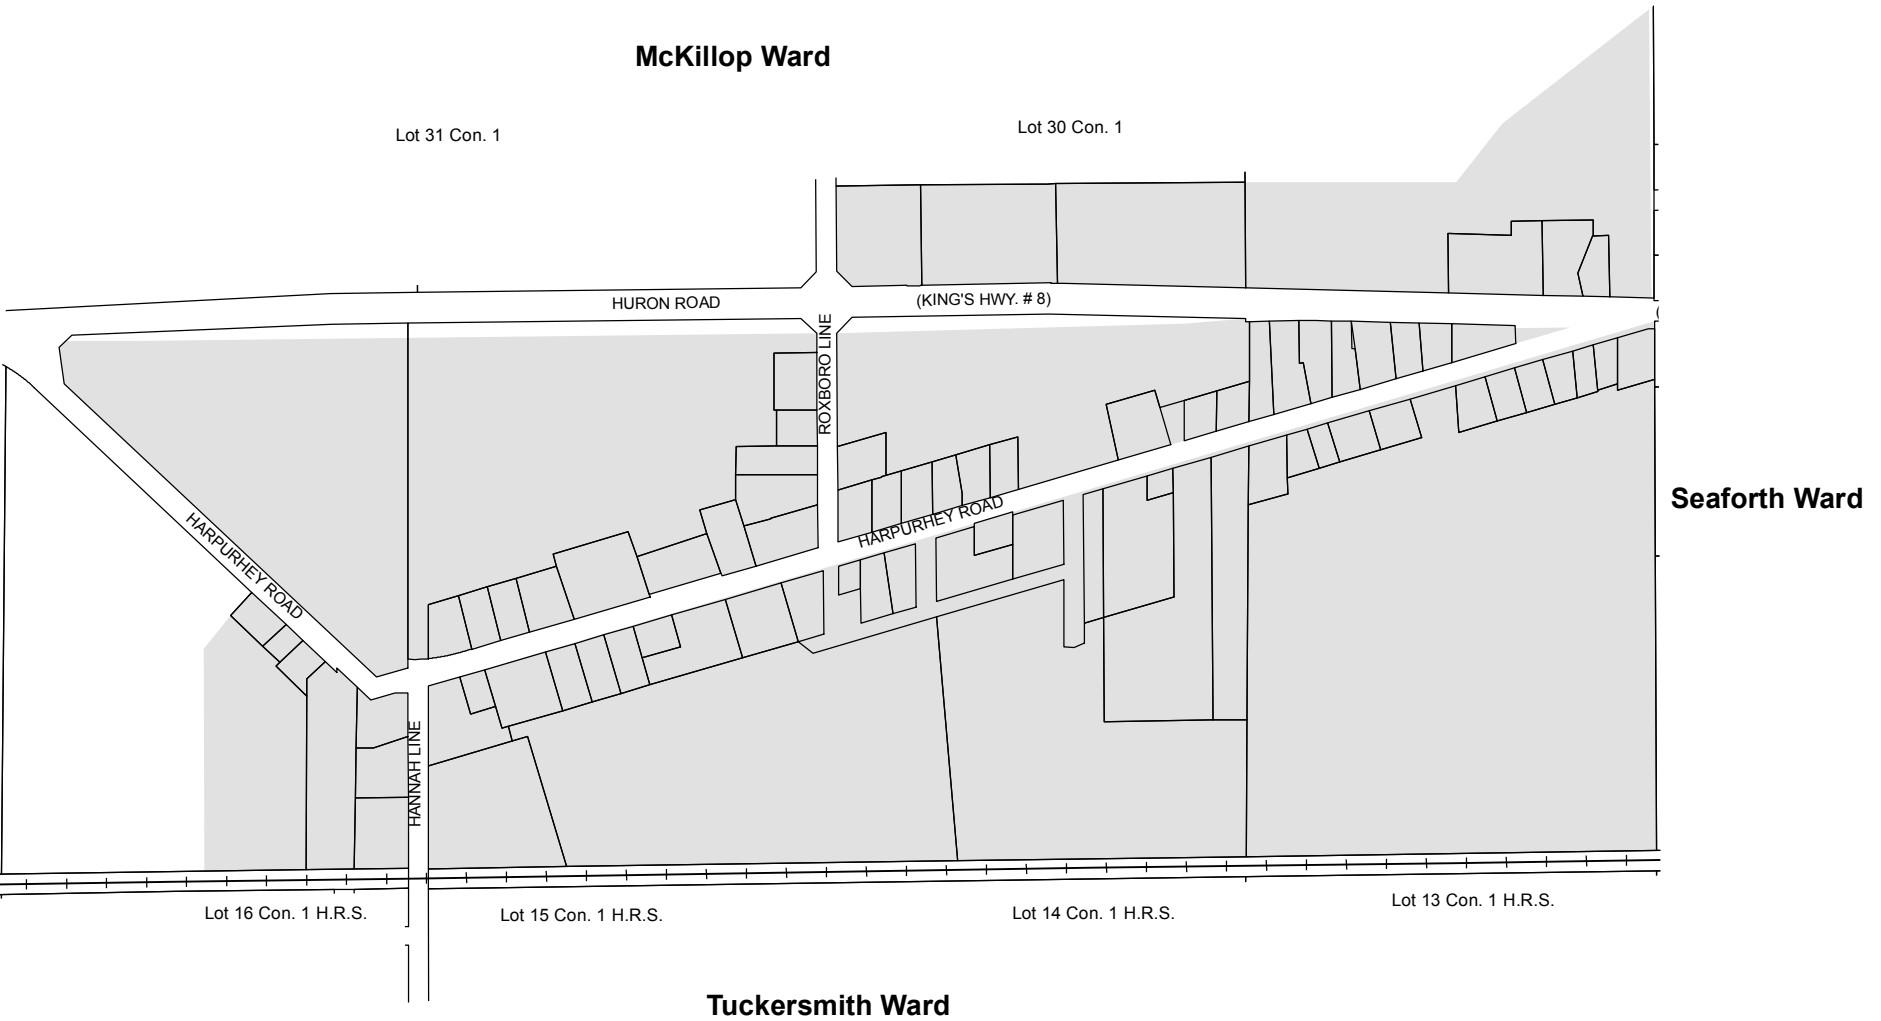 McKillop Ward
Lot 31 Con. 1
Lot 30 Con. 1
HURON ROAD
(KING'S HWY. # 8)
ROXBORO LINE
HARPURHEY ROAD
HARPURHEY ROAD
Seaforth Ward
HANNAH LINE
Lot 16 Con. 1 H.R.S.
Lot 15 Con. 1 H.R.S.
Lot 14 Con. 1 H.R.S.
Lot 13 Con. 1 H.R.S.
Tuckersmith Ward